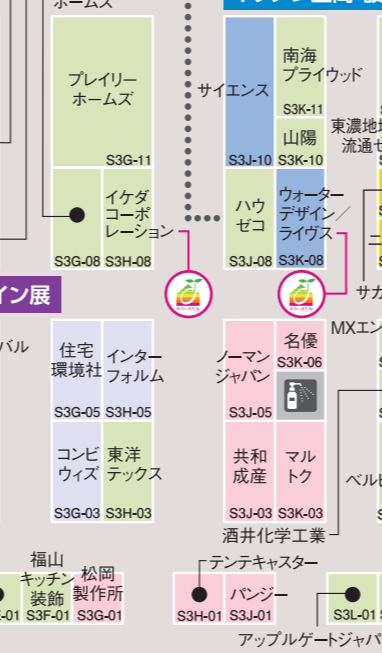 ホームズ
プレイリー
ホームズ
S3G-11
サイエンス
S3J-10
南海
プライウッド
S3K-11
山陽
S3K-10
東濃地
流通セ
イケダ
コーポ
レーション
S3G-08
S3H-08
ハウ
ゼコ
S3J-08
ウォーター
デザイン／
ライヴス
S3K-08
ニ
サカ
イン展
バル
住宅
環境社
S3G-05
インター
フォルム
S3H-05
ノーマン
ジャパン
S3J-05
名優
S3K-06
MXエン
コンビ
ウィズ
S3G-03
東洋
テックス
S3H-03
共和
成産
S3J-03
マル
トク
S3K-03
ベルビ
酒井化学工業
福山
キッチン
装飾
S3F-01
松岡
製作所
S3G-01
テンテキャスター
S3H-01
バンジー
S3J-01
S3L-01
アップルゲートジャパ